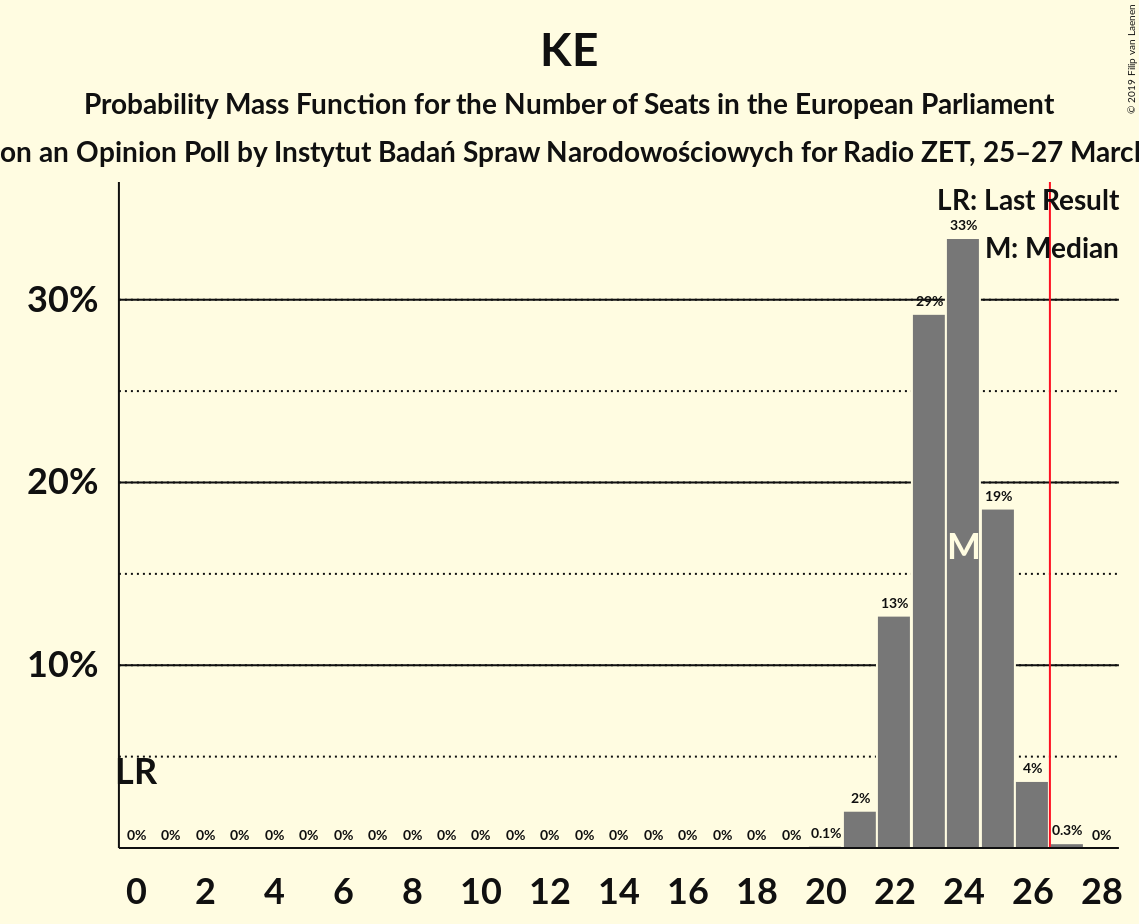 KE
Probability Mass Function for the Number of Seats in the European Parliament
on an Opinion Poll by Instytut Badań Spraw Narodowościowych for Radio ZET, 25–27 March
© 2019 Filip van Laenen
LR: Last Result
M: Median
33%
30%
29%
20%
19%
M
13%
10%
LR
4%
2%
0% 0% 0% 0% 0% 0% 0% 0% 0% 0% 0% 0% 0% 0% 0% 0% 0% 0% 0% 0% 0.1% 0.3% 0%
0 2 4 6 8 10 12 14 16 18 20 22 24 26 28